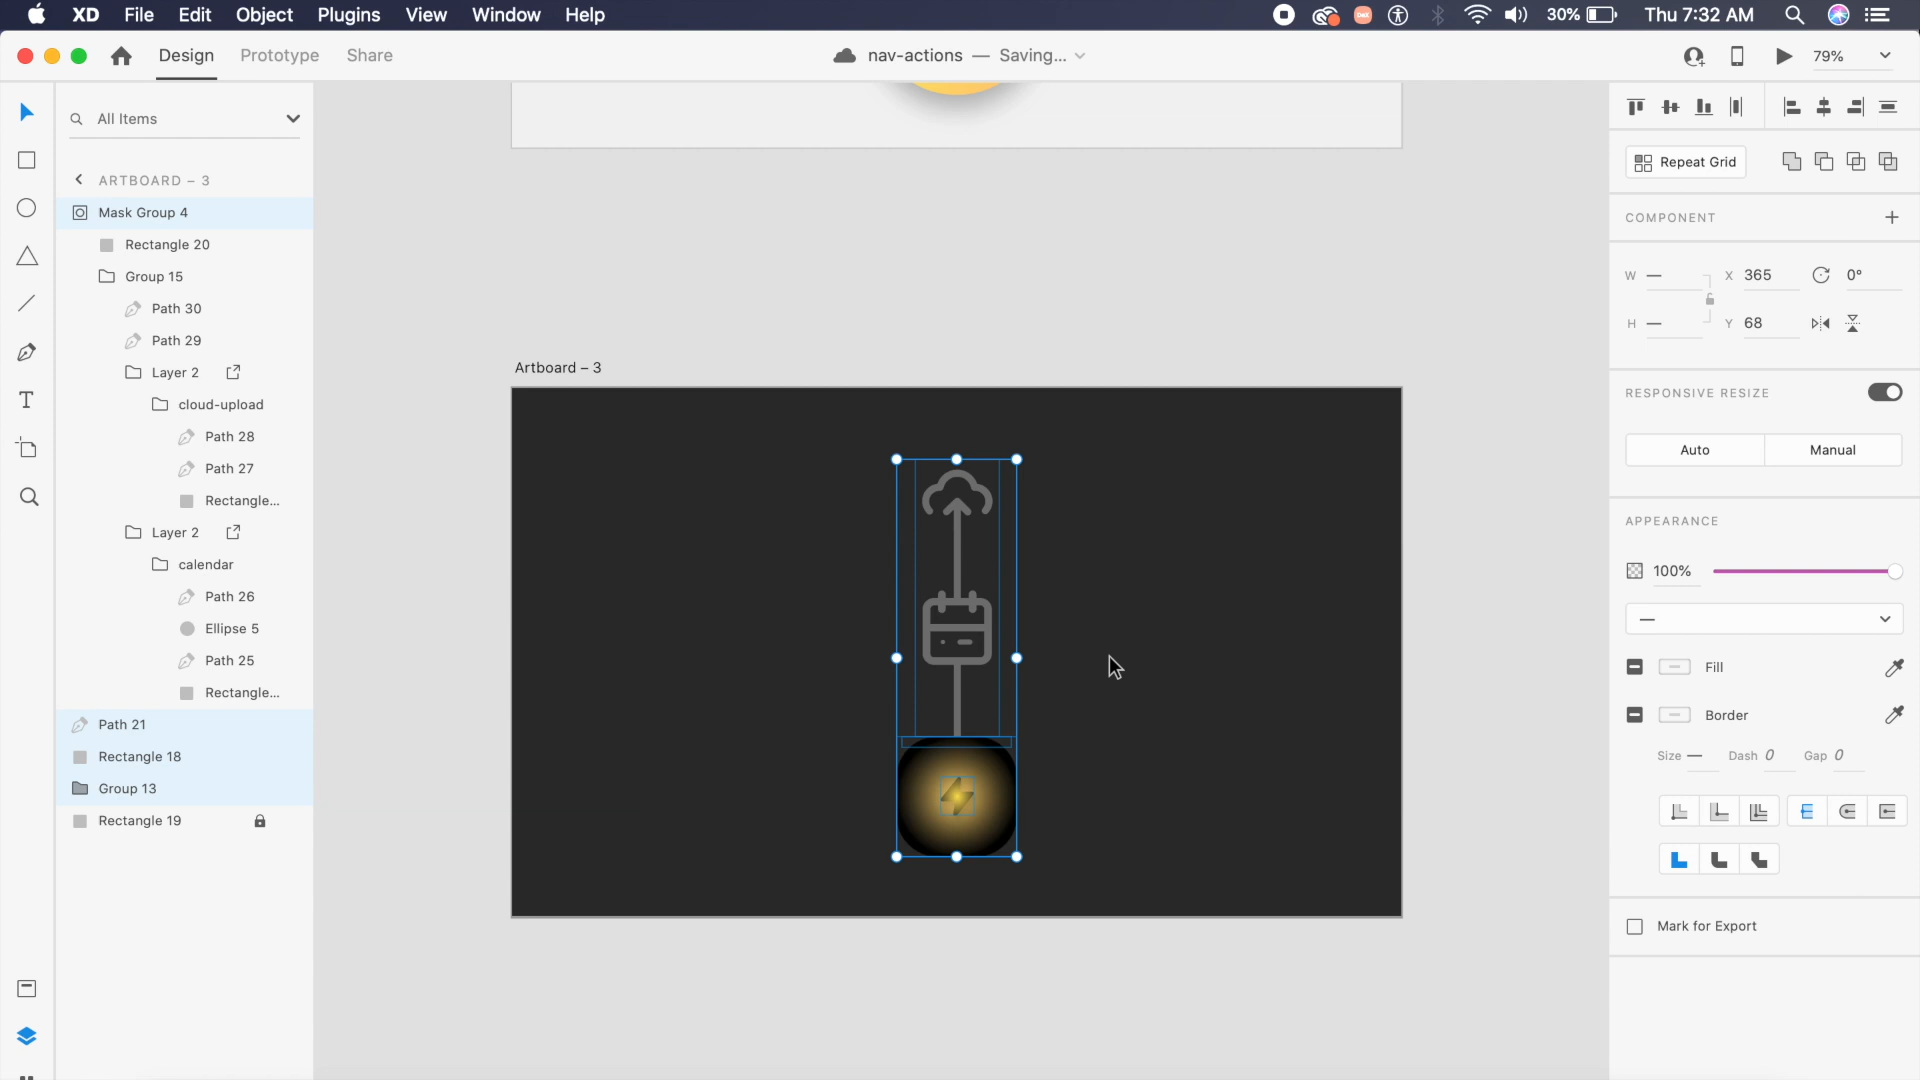 XD File Edit Object Plugins View Window Help 30% Thu 7:32 AM
Design Prototype Share nav-actions — Saving... 79%
All Items
ARTBOARD – 3
Mask Group 4
Rectangle 20
Group 15
Path 30
Path 29
Layer 2
cloud-upload
Path 28
Path 27
Rectangle...
Layer 2
calendar
Path 26
Ellipse 5
Path 25
Rectangle...
Path 21
Rectangle 18
Group 13
Rectangle 19
Artboard – 3
Repeat Grid
COMPONENT
W — X 365 0°
H — Y 68
RESPONSIVE RESIZE
Auto Manual
APPEARANCE
100%
—
Fill
Border
Size — Dash 0 Gap 0
Mark for Export